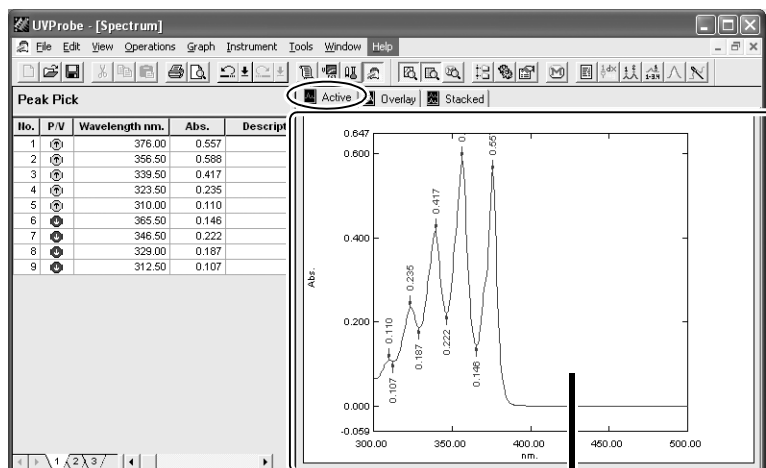 UVProbe - [Spectrum]
File Edit View Operations Graph Instrument Tools Window Help
Peak Pick
Active Overlay Stacked
No. P/V Wavelength nm. Abs. Descript
1 376.00 0.557
2 356.50 0.588
3 339.50 0.417
4 323.50 0.235
5 310.00 0.110
6 365.50 0.146
7 346.50 0.222
8 329.00 0.187
9 312.50 0.107
1 2 3
Abs.
0.647
0.600
0.400
0.200
0.000
-0.059
0.110
0.107
0.235
0.187
0.417
0.222
0.
0.146
0.55
300.00 350.00 400.00 450.00 500.00
nm.